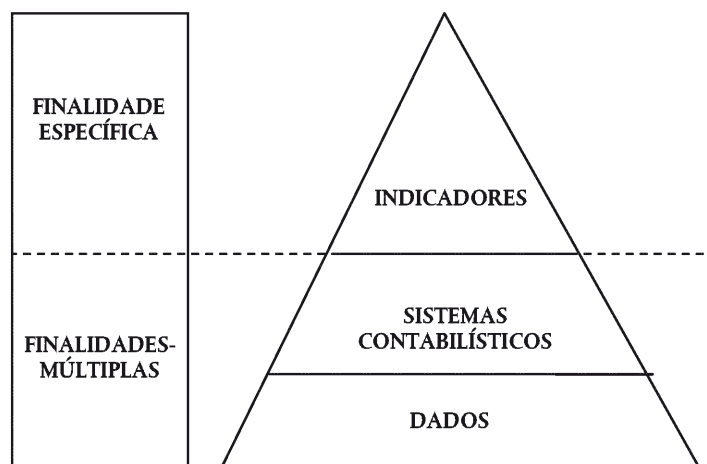 FINALIDADE
ESPECÍFICA
INDICADORES
FINALIDADES-
MÚLTIPLAS
SISTEMAS
CONTABILÍSTICOS
DADOS